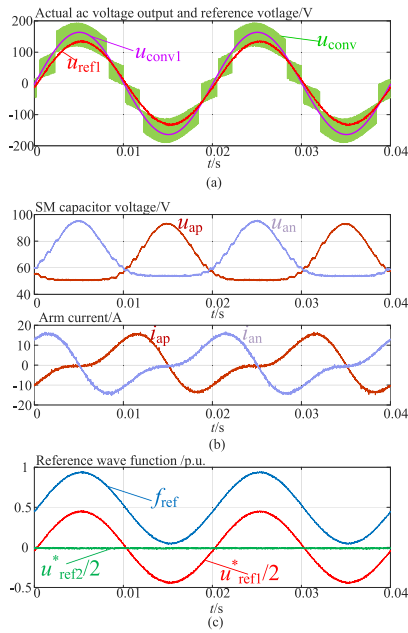 Actual ac voltage output and reference votlage/V
200
u_conv1
u_conv
100
u_ref1
0
-100
-200
0 0.01 0.02 0.03 0.04
t/s
(a)
SM capacitor voltage/V
100
u_ap u_an
80
60
40
0 0.01 0.02 0.03 0.04
t/s
Arm current/A
20
i_ap i_an
10
0
-10
-20
0 0.01 0.02 0.03 0.04
t/s
(b)
Reference wave function /p.u.
1
f_ref
0.5
0
u*_ref2/2 u*_ref1/2
-0.5
0 0.01 0.02 0.03 0.04
t/s
(c)